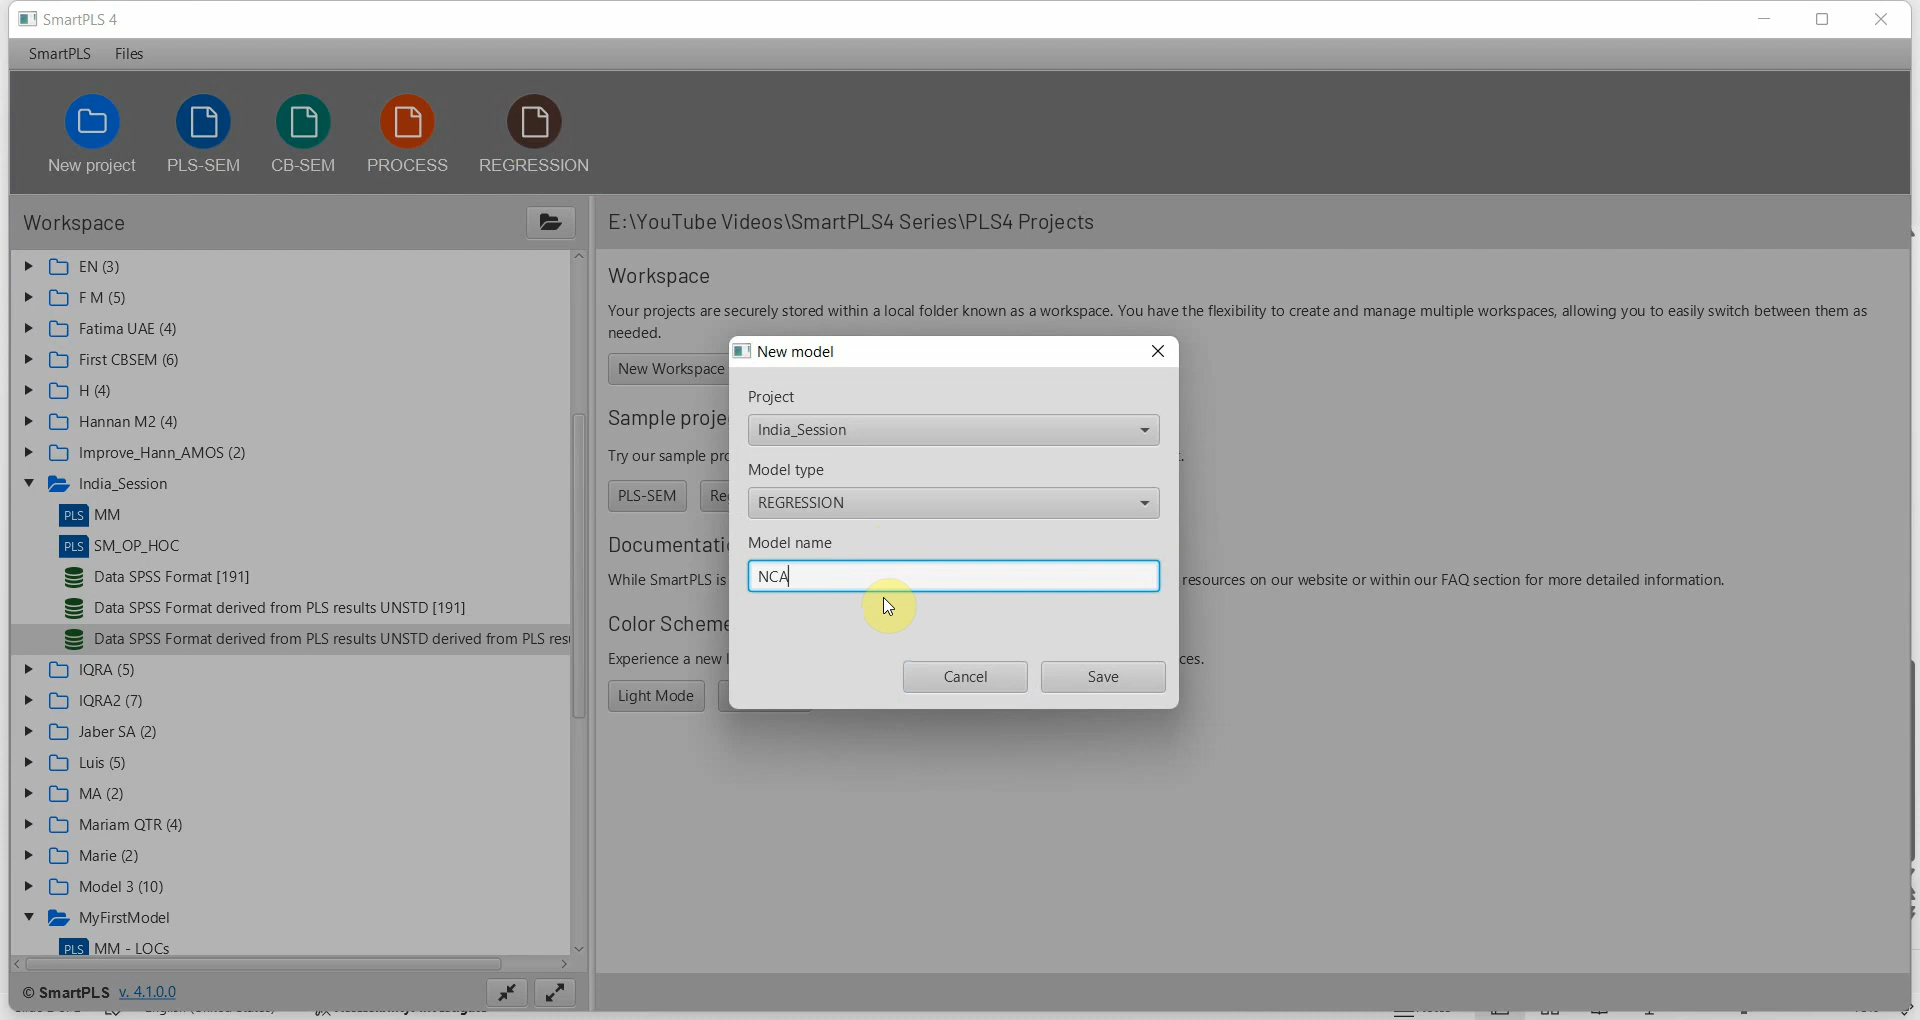 SmartPLS 4
SmartPLS Files
New project PLS-SEM CB-SEM PROCESS REGRESSION
Workspace
EN (3)
F M (5)
Fatima UAE (4)
First CBSEM (6)
H (4)
Hannan M2 (4)
Improve_Hann_AMOS (2)
India_Session
PLS MM
PLS SM_OP_HOC
Data SPSS Format [191]
Data SPSS Format derived from PLS results UNSTD [191]
Data SPSS Format derived from PLS results UNSTD derived from PLS res
IQRA (5)
IQRA2 (7)
Jaber SA (2)
Luis (5)
MA (2)
Mariam QTR (4)
Marie (2)
Model 3 (10)
MyFirstModel
PLS MM - LOCs
© SmartPLS v. 4.1.0.0
E:\YouTube Videos\SmartPLS4 Series\PLS4 Projects
Workspace
Your projects are securely stored within a local folder known as a workspace. You have the flexibility to create and manage multiple workspaces, allowing you to easily switch between them as
needed.
New Workspace
Sample proje
Try our sample pro
PLS-SEM Re
Documentati
While SmartPLS is resources on our website or within our FAQ section for more detailed information.
Color Scheme
Experience a new ces.
Light Mode
New model
Project
India_Session
Model type
REGRESSION
Model name
NCA
Cancel Save